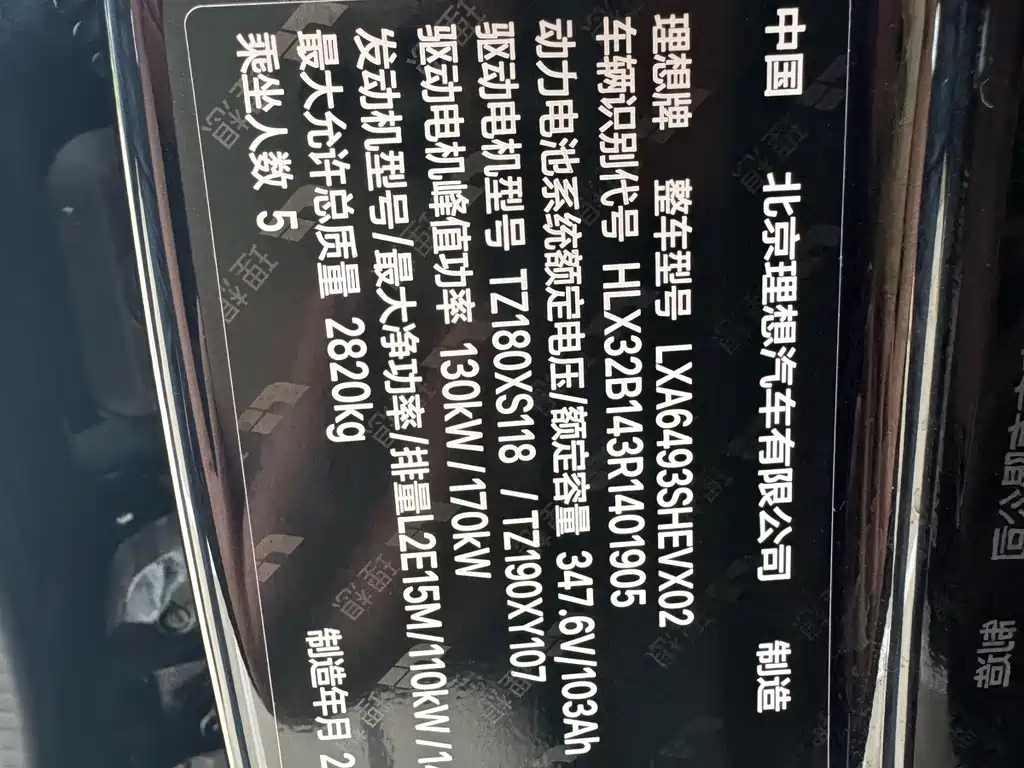 中国 北京理想汽车有限公司 制造
理想牌 整车型号 LXA6493SHEVX02
车辆识别代号 HLX32B143R1401905
动力电池系统额定电压/额定容量 347.6V/103Ah
驱动电机型号 TZ180XS118 / TZ190XY107
驱动电机峰值功率 130kW/170kW
发动机型号/最大净功率/排量L2E15M/110kW/1
最大允许总质量 2820kg 制造年月 2
乘坐人数 5